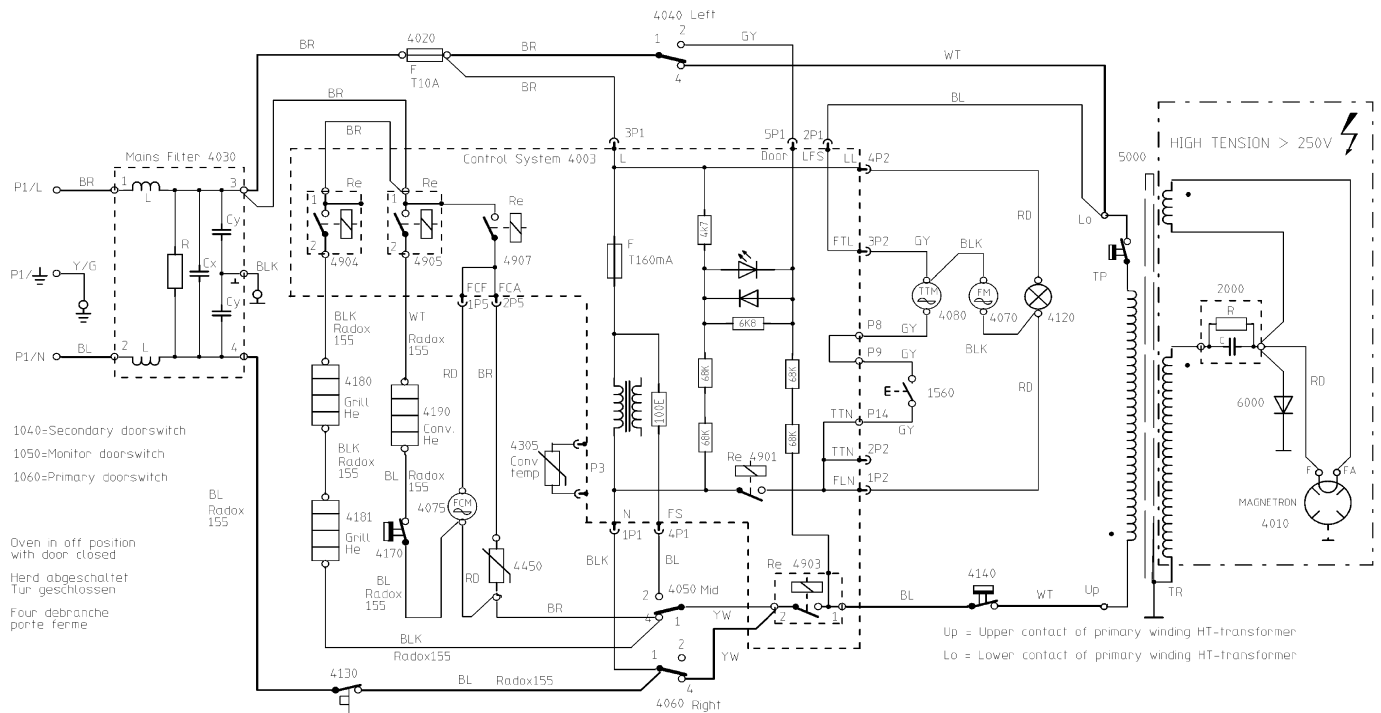 4040 Left
2
1
GY
BR
4020
BR
4
WT
F
T10A
BR
BR
BL
BR
3P1
5P1
2P1
HIGH TENSION > 250V
Mains Filter 4030
Control System 4003
L
Door
LFS
LL
4P2
5000
P1/L
BR
1
L
3
Re
Re
Re
1
1
2
2
4904
4905
4907
Cy
R
Cx
Cy
BLK
P1/
Y/G
4k7
F
T160mA
RD
FTL
3P2
GY
BLK
Lo
TP
TTM
4080
FM
4070
4120
2000
R
C
FCF
FCA
1P5
2P5
6K8
P8
GY
BLK
P1/N
BL
2
L
4
BLK
Radox
155
WT
Radox
155
RD
BR
P9
GY
1560
RD
RD
6000
4180
Grill
He
4190
Conv.
He
68K
68K
100E
P14
GY
1040=Secondary doorswitch
1050=Monitor doorswitch
1060=Primary doorswitch
BLK
Radox
155
4305
Conv
temp
P3
68K
68K
TTN
2P2
Re 4901
FLN
1P2
BL
Radox
155
BL
Radox
155
4075
FCM
F
FA
MAGNETRON
4010
4181
Grill
He
4170
N
FS
1P1
4P1
Oven in off position
with door closed
Herd abgeschaltet
Tur geschlossen
Four debranche
porte ferme
BL
Radox
155
RD
4450
BLK
BL
Re 4903
2
1
4050 Mid
2
4
1
YW
BR
BL
4140
WT
Up
TR
BLK
Radox155
YW
Up = Upper contact of primary winding HT-transformer
Lo = Lower contact of primary winding HT-transformer
4130
BL Radox155
1
2
4
4060 Right